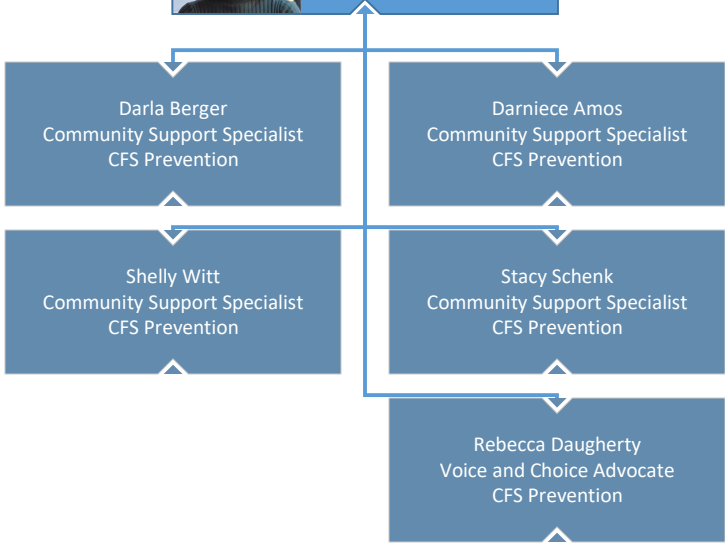 Darla Berger
Community Support Specialist
CFS Prevention
Darniece Amos
Community Support Specialist
CFS Prevention
Shelly Witt
Community Support Specialist
CFS Prevention
Stacy Schenk
Community Support Specialist
CFS Prevention
Rebecca Daugherty
Voice and Choice Advocate
CFS Prevention